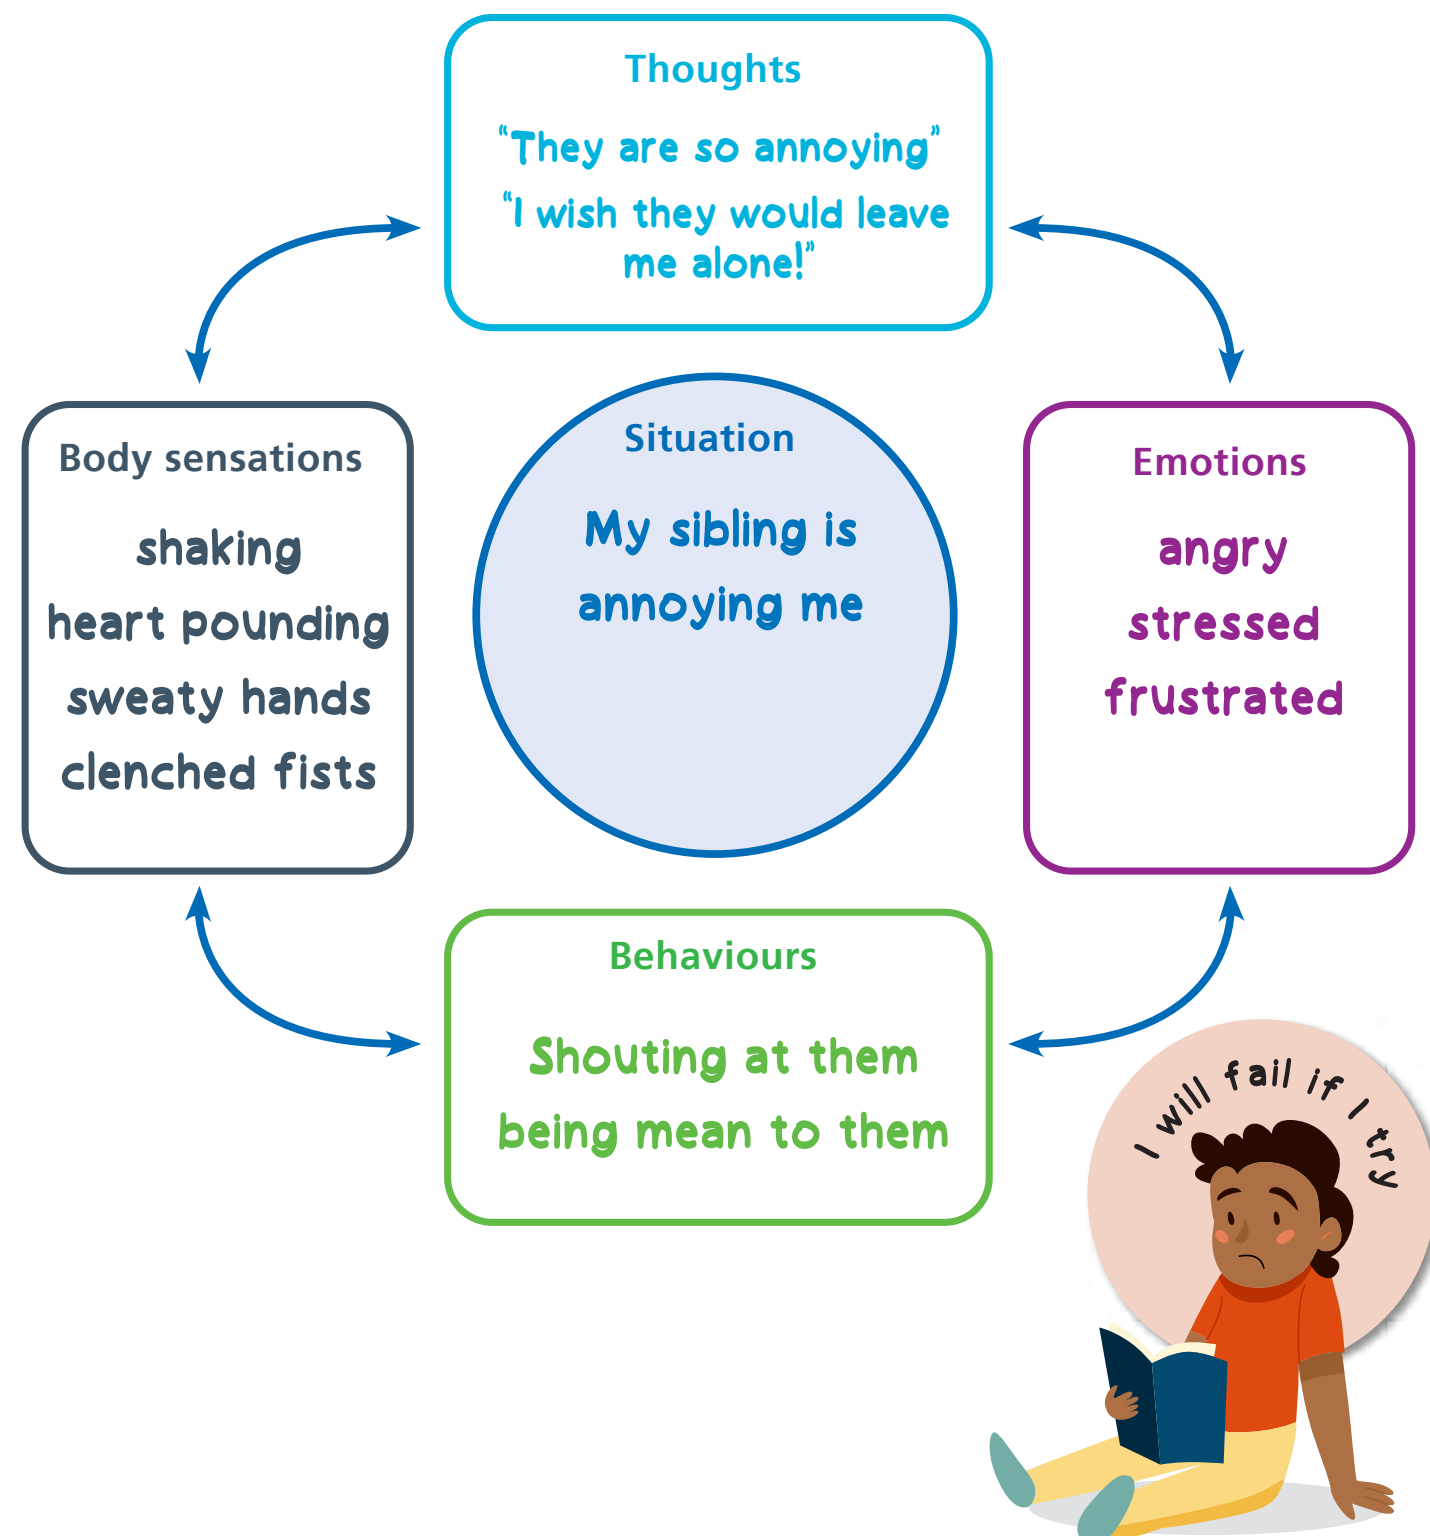 Thoughts
“They are so annoying”
“I wish they would leave
me alone!”
Body sensations
shaking
heart pounding
sweaty hands
clenched fists
Situation
My sibling is
annoying me
Emotions
angry
stressed
frustrated
Behaviours
Shouting at them
being mean to them
I will fail if I try